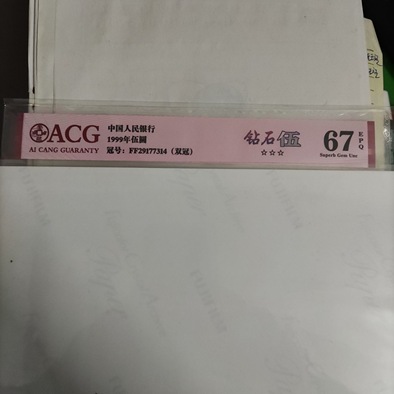 ACG
AI CANG GUARANTY
中国人民银行
1999年伍圆
冠号: FF29177314 (双冠)
钻石伍
☆☆☆
67 EPQ
Superb Gem Unc